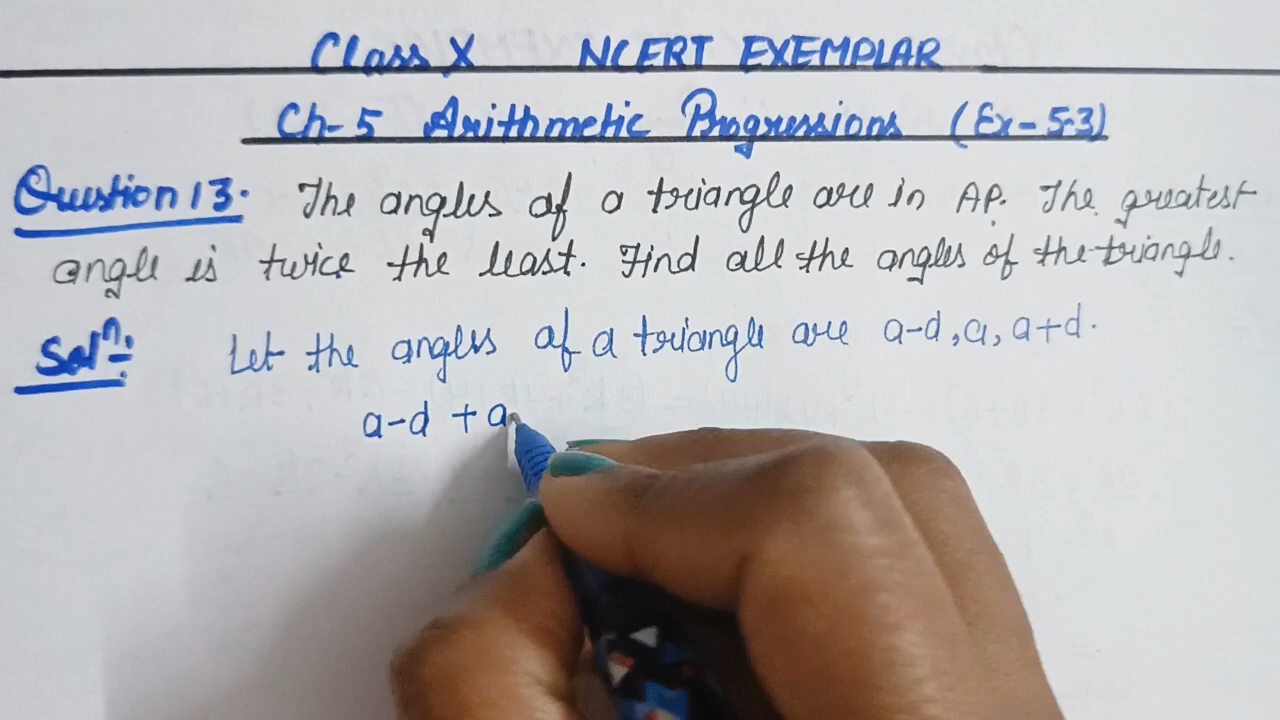 Class X NCERT EXEMPLAR
Ch-5 Arithmetic Progressions (Ex-5.3)
Question 13. The angles of a triangle are in AP. The greatest
angle is twice the least. Find all the angles of the triangle.
Solⁿ:- Let the angles of a triangle are a-d, a, a+d.
a-d + a